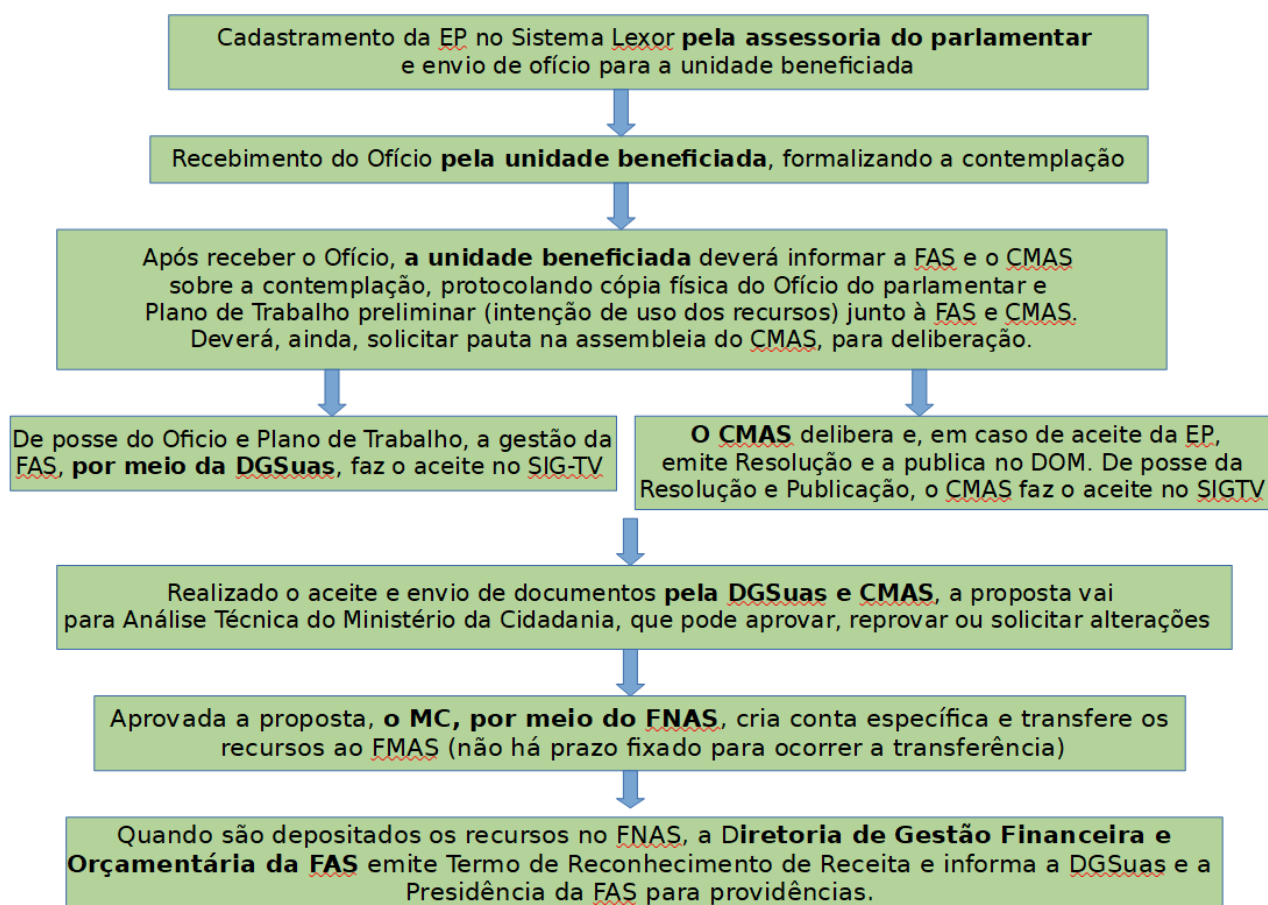 Cadastramento da EP no Sistema Lexor pela assessoria do parlamentar
e envio de ofício para a unidade beneficiada
Recebimento do Ofício pela unidade beneficiada, formalizando a contemplação
Após receber o Ofício, a unidade beneficiada deverá informar a FAS e o CMAS
sobre a contemplação, protocolando cópia física do Ofício do parlamentar e
Plano de Trabalho preliminar (intenção de uso dos recursos) junto à FAS e CMAS.
Deverá, ainda, solicitar pauta na assembleia do CMAS, para deliberação.
De posse do Oficio e Plano de Trabalho, a gestão da
FAS, por meio da DGSuas, faz o aceite no SIG-TV
O CMAS delibera e, em caso de aceite da EP,
emite Resolução e a publica no DOM. De posse da
Resolução e Publicação, o CMAS faz o aceite no SIGTV
Realizado o aceite e envio de documentos pela DGSuas e CMAS, a proposta vai
para Análise Técnica do Ministério da Cidadania, que pode aprovar, reprovar ou solicitar alterações
Aprovada a proposta, o MC, por meio do FNAS, cria conta específica e transfere os
recursos ao FMAS (não há prazo fixado para ocorrer a transferência)
Quando são depositados os recursos no FNAS, a Diretoria de Gestão Financeira e
Orçamentária da FAS emite Termo de Reconhecimento de Receita e informa a DGSuas e a
Presidência da FAS para providências.